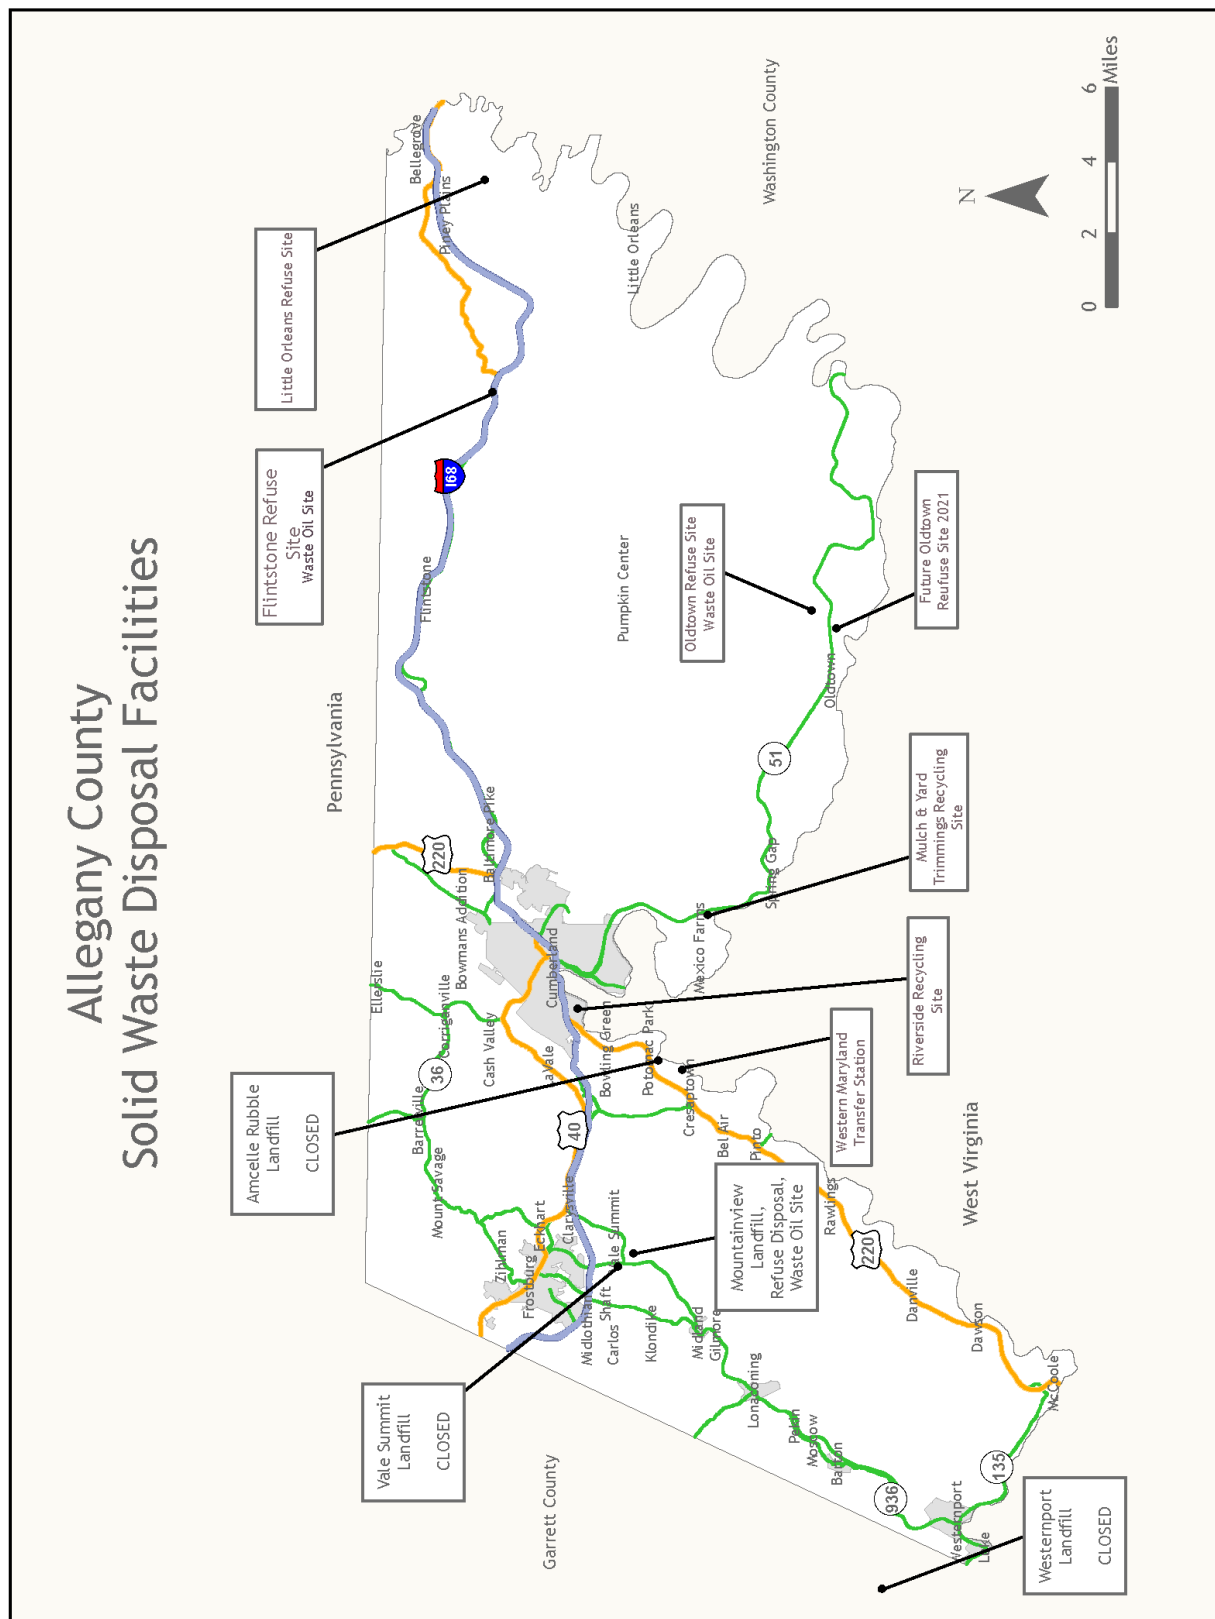 Allegany County
Solid Waste Disposal Facilities
Pennsylvania
Amcelle Rubble
Landfill
CLOSED
Flintstone Refuse
Site
Waste Oil Site
Little Orleans Refuse Site
Vale Summit
Landfill
CLOSED
Ellerslie
Bellegrove
Barrelville
36
Corriganville
220
Flintstone
I68
Piney Plains
Mount Savage
Bowmans Addition
Cash Valley
Baltimore Pike
Zihlman
Frostburg
Eckhart
Clarysville
40
LaVale
Cumberland
Garrett County
Midlothian
Shaft
Carlos
Vale Summit
Bowling Green
Klondike
Potomac Park
Pumpkin Center
Little Orleans
Midland
Gilmore
Cresaptown
Mexico Farms
Oldtown Refuse Site
Waste Oil Site
Bel Air
Pinto
Lonaconing
Spring Gap
51
Washington County
Mountainview
Landfill,
Refuse Disposal,
Waste Oil Site
Pekin
Moscow
Barton
Rawlings
Oldtown
Western Maryland
Transfer Station
220
936
Danville
Riverside Recycling
Site
Mulch & Yard
Trimmings Recycling
Site
Future Oldtown
Reufuse Site 2021
Westernport
Luke
Dawson
135
West Virginia
McCoole
Westernport
Landfill
CLOSED
N
0
2
4
6
Miles